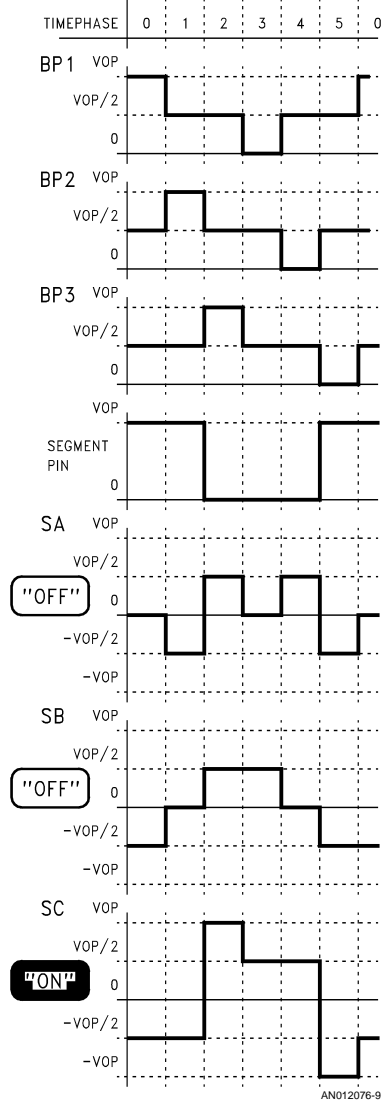 TIMEPHASE 0 1 2 3 4 5 0
BP1 VOP
VOP/2
0
BP2 VOP
VOP/2
0
BP3 VOP
VOP/2
0
VOP
SEGMENT
PIN
0
SA VOP
VOP/2
"OFF" 0
-VOP/2
-VOP
SB VOP
VOP/2
"OFF" 0
-VOP/2
-VOP
SC VOP
VOP/2
"ON" 0
-VOP/2
-VOP
AN012076-9